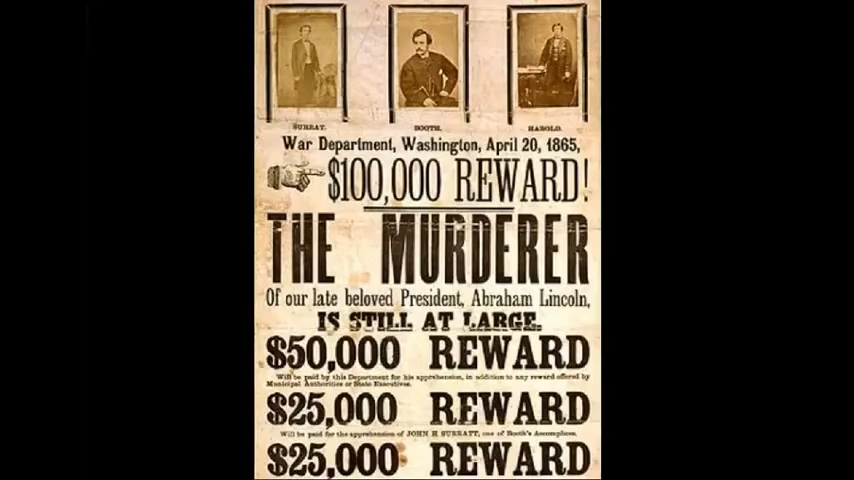 SURRAT. BOOTH. HAROLD.
War Department, Washington, April 20, 1865,
$100,000 REWARD!
THE MURDERER
Of our late beloved President, Abraham Lincoln,
IS STILL AT LARGE.
$50,000 REWARD
Will be paid by this Department for his apprehension, in addition to any reward offered by
Municipal Authorities or State Executives.
$25,000 REWARD
Will be paid for the apprehension of JOHN H SURRATT, one of Booth's Accomplices.
$25,000 REWARD